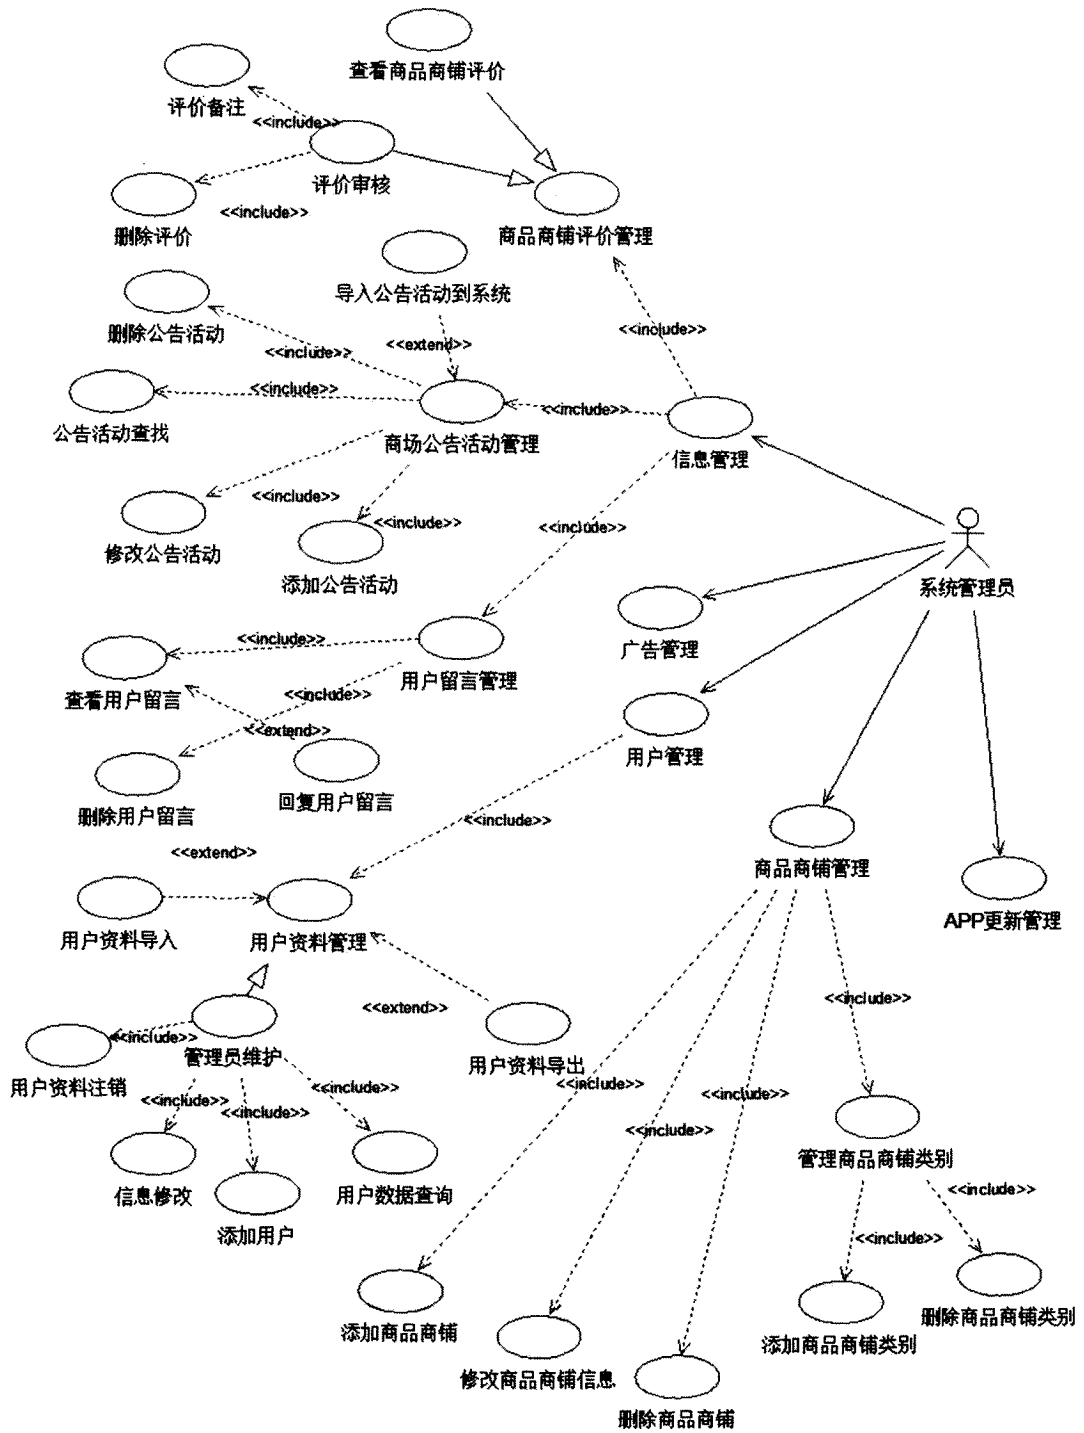 查看商品商铺评价
评价备注
<<include>>
评价审核
<<include>>
删除评价
商品商铺评价管理
导入公告活动到系统
删除公告活动
<<include>>
<<extend>>
<<include>>
<<include>>
<<include>>
公告活动查找
商场公告活动管理
信息管理
<<include>>
<<include>>
<<include>>
修改公告活动
添加公告活动
系统管理员
广告管理
<<include>>
用户留言管理
查看用户留言
<<include>>
<<extend>>
用户管理
回复用户留言
删除用户留言
<<include>>
<<extend>>
商品商铺管理
用户资料导入
用户资料管理
APP更新管理
<<include>>
<<extend>>
<<include>>
管理员维护
用户资料导出
用户资料注销
<<include>>
<<include>>
<<include>>
<<include>>
<<include>>
<<include>>
管理商品商铺类别
信息修改
用户数据查询
<<include>>
添加用户
<<include>>
删除商品商铺类别
添加商品商铺
添加商品商铺类别
修改商品商铺信息
删除商品商铺